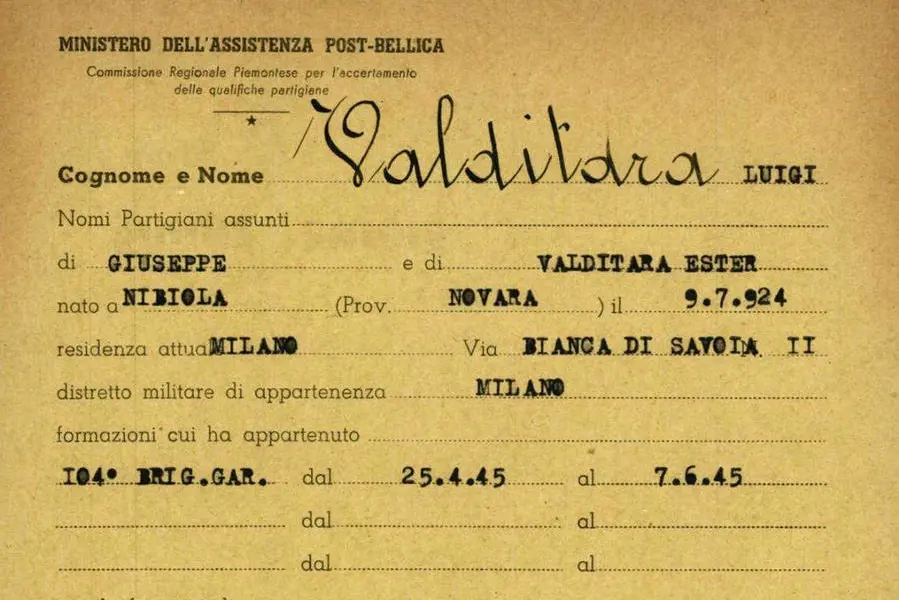 MINISTERO DELL'ASSISTENZA POST-BELLICA
Commissione Regionale Piemontese per l'accertamento
delle qualifiche partigiane
Cognome e Nome Valditara LUIGI
Nomi Partigiani assunti
di GIUSEPPE e di VALDITARA ESTER
nato a NIBIOLA (Prov. NOVARA ) il 9.7.924
residenza attua MILANO Via BIANCA DI SAVOIA II
distretto militare di appartenenza MILANO
formazioni cui ha appartenuto
I04° BRIG.GAR. dal 25.4.45 al 7.6.45
dal al
dal al